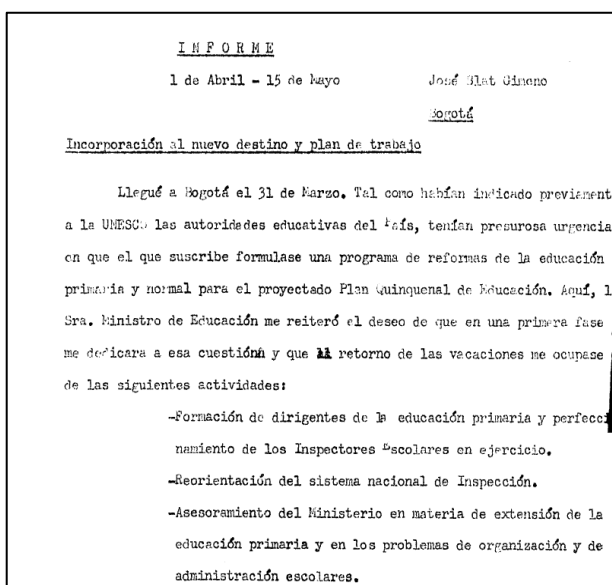 INFORME
1 de Abril - 15 de Mayo José Blat Gimeno
Bogotá
Incorporación al nuevo destino y plan de trabajo
Llegué a Bogotá el 31 de Marzo. Tal como habían indicado previament
a la UNESCO las autoridades educativas del País, tenían presurosa urgencia
en que el que suscribe formulase una programa de reformas de la educación
primaria y normal para el proyectado Plan Quinquenal de Educación. Aquí, l
Sra. Ministro de Educación me reiteró el deseo de que en una primera fase
me dedicara a esa cuestión y que al retorno de las vacaciones me ocupase
de las siguientes actividades:
-Formación de dirigentes de la educación primaria y perfecci
namiento de los Inspectores Escolares en ejercicio.
-Reorientación del sistema nacional de Inspección.
-Asesoramiento del Ministerio en materia de extensión de la
educación primaria y en los problemas de organización y de
administración escolares.